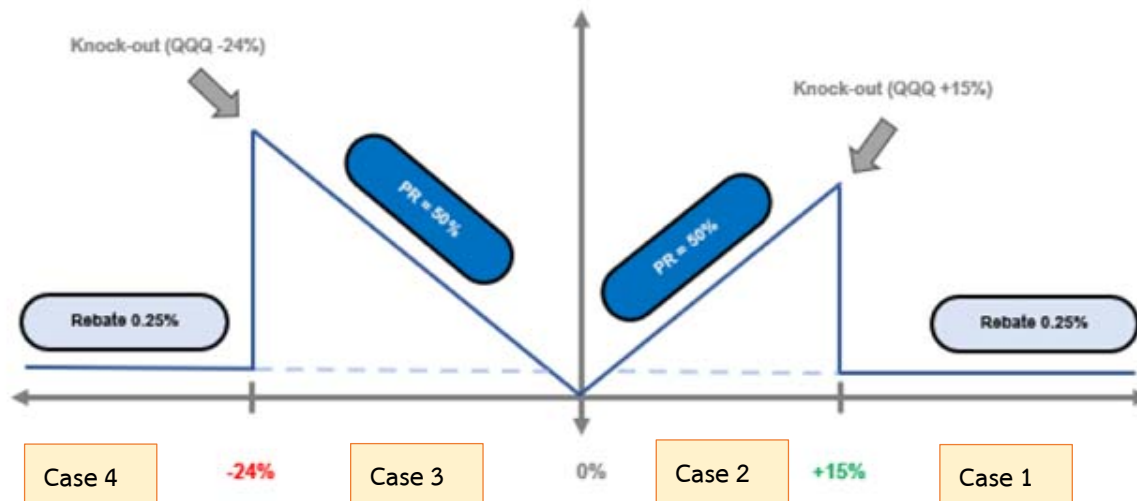 Knock-out (QQQ -24%)
Knock-out (QQQ +15%)
PR = 50%
PR = 50%
Rebate 0.25%
Rebate 0.25%
Case 4
-24%
Case 3
0%
Case 2
+15%
Case 1